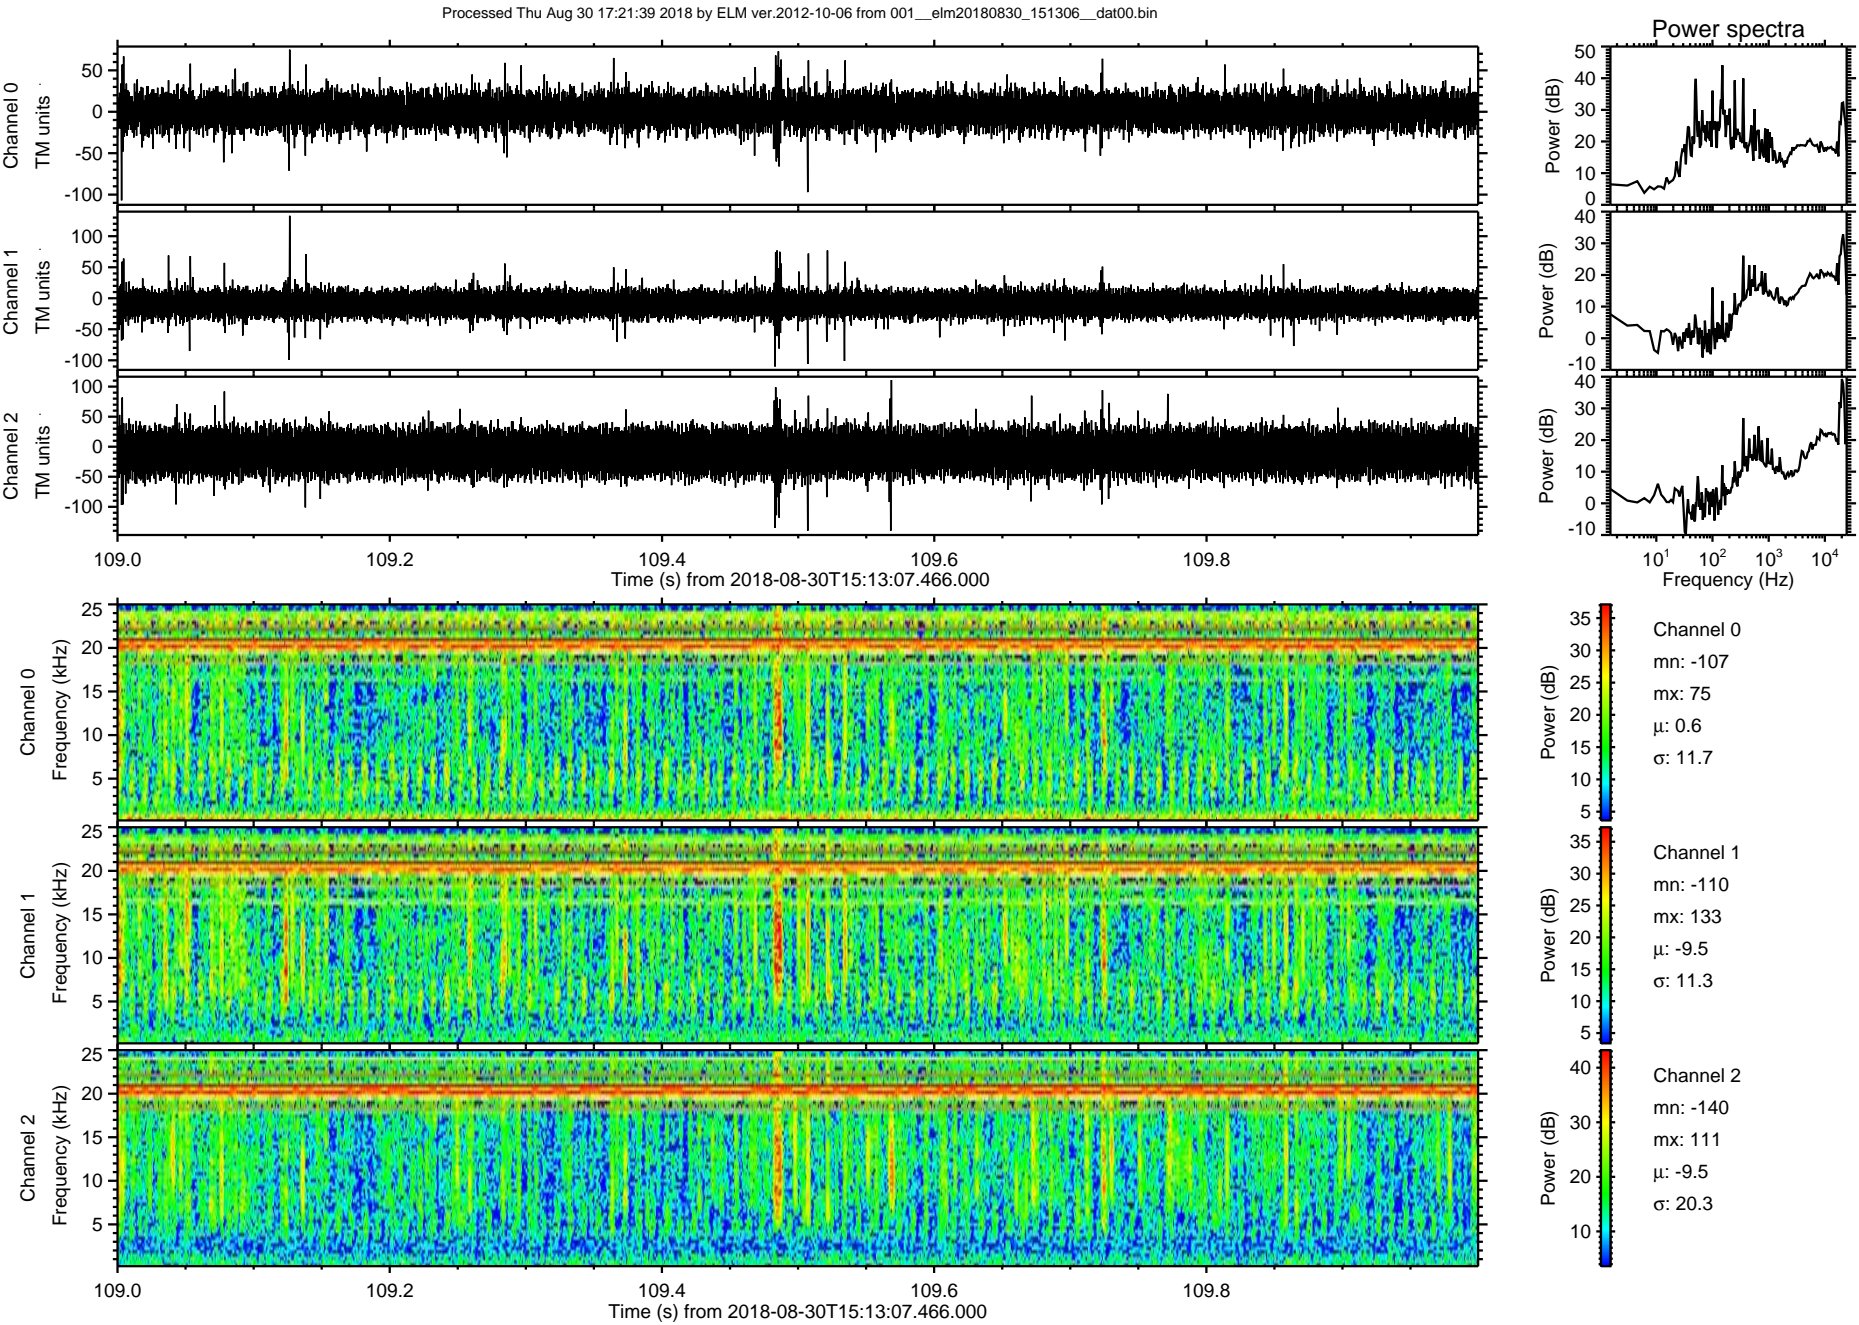 Processed Thu Aug 30 17:21:39 2018 by ELM ver.2012-10-06 from 001__elm20180830_151306__dat00.bin
Power spectra
Channel 0
TM units
50
0
-50
-100
Power (dB)
50
40
30
20
10
0
Channel 1
TM units
100
50
0
-50
-100
Power (dB)
40
30
20
10
0
-10
Channel 2
TM units
100
50
0
-50
-100
Power (dB)
40
30
20
10
0
-10
109.0 109.2 109.4 109.6 109.8
Time (s) from 2018-08-30T15:13:07.466.000
10¹ 10² 10³ 10⁴
Frequency (Hz)
Channel 0
Frequency (kHz)
25
20
15
10
5
Power (dB)
35
30
25
20
15
10
5
Channel 0
mn: -107
mx: 75
μ: 0.6
σ: 11.7
Channel 1
Frequency (kHz)
25
20
15
10
5
Power (dB)
35
30
25
20
15
10
5
Channel 1
mn: -110
mx: 133
μ: -9.5
σ: 11.3
Channel 2
Frequency (kHz)
25
20
15
10
5
Power (dB)
40
30
20
10
Channel 2
mn: -140
mx: 111
μ: -9.5
σ: 20.3
109.0 109.2 109.4 109.6 109.8
Time (s) from 2018-08-30T15:13:07.466.000